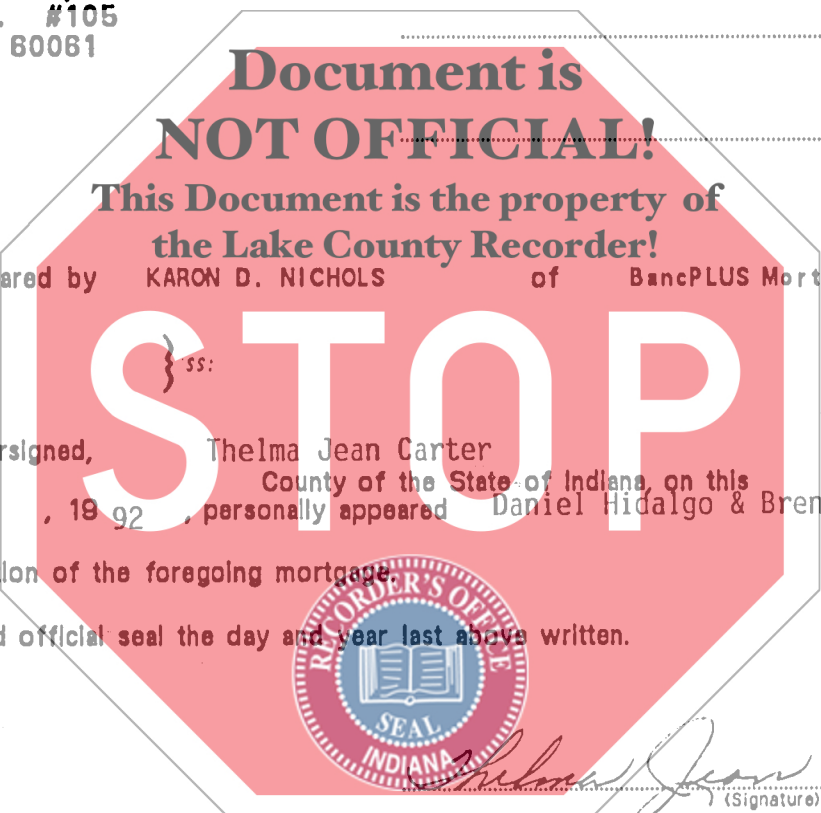 . #105
60061
Document is
NOT OFFICIAL!
This Document is the property of
the Lake County Recorder!
ared by KARON D. NICHOLS of BancPLUS Mort
STOP
} ss:
rsigned, Thelma Jean Carter
County of the State of Indiana, on this
, 19 92 , personally appeared Daniel Hidalgo & Bren
ion of the foregoing mortgage.
d official seal the day and year last above written.
RECORDER'S OFFICE
SEAL
INDIANA
Thelma Jean
(Signature)